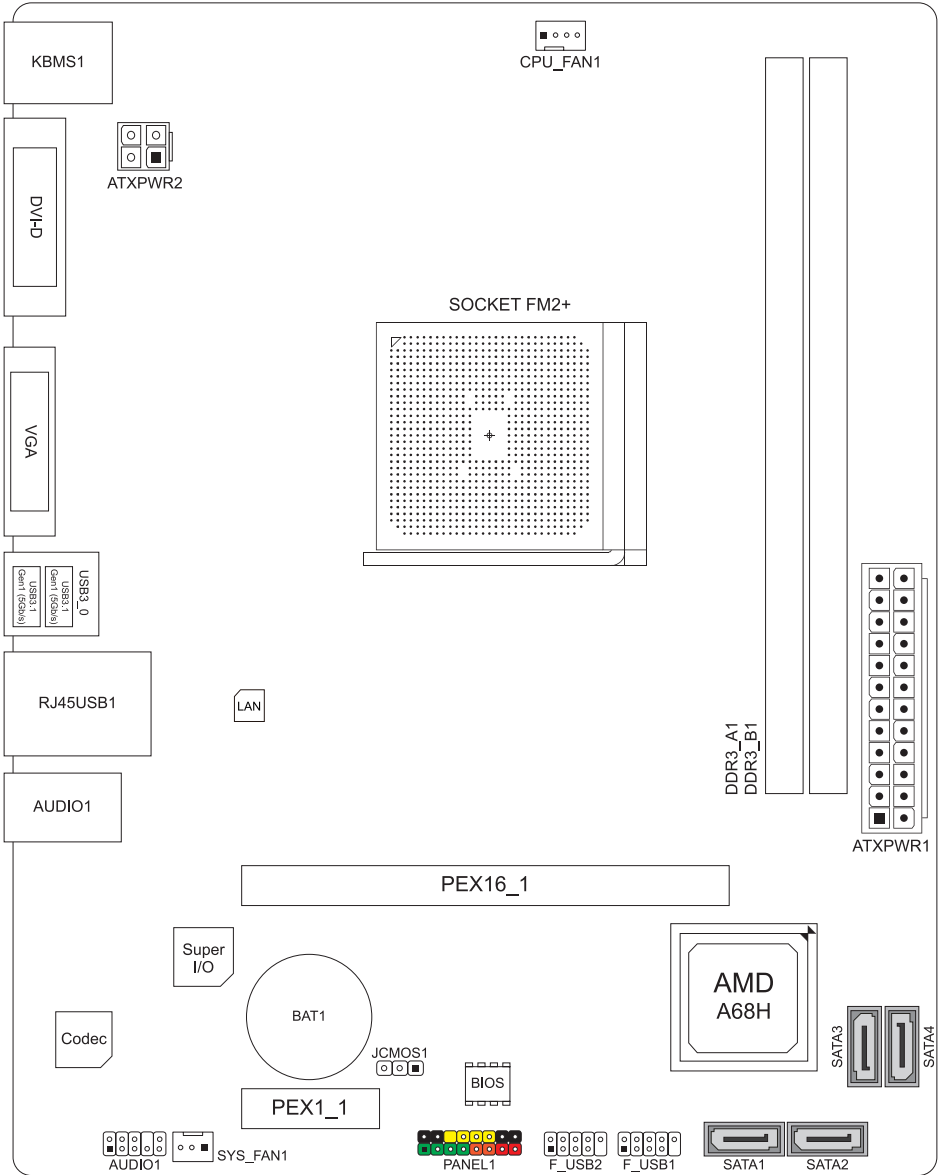 KBMS1
CPU_FAN1
ATXPWR2
DVI-D
SOCKET FM2+
VGA
USB3_0
USB3.1
Gen1 (5Gb/s)
USB3.1
Gen1 (5Gb/s)
RJ45USB1
LAN
DDR3_A1
DDR3_B1
AUDIO1
ATXPWR1
PEX16_1
Super
I/O
AMD
A68H
BAT1
Codec
SATA3
SATA4
JCMOS1
BIOS
PEX1_1
AUDIO1
SYS_FAN1
PANEL1
F_USB2
F_USB1
SATA1
SATA2